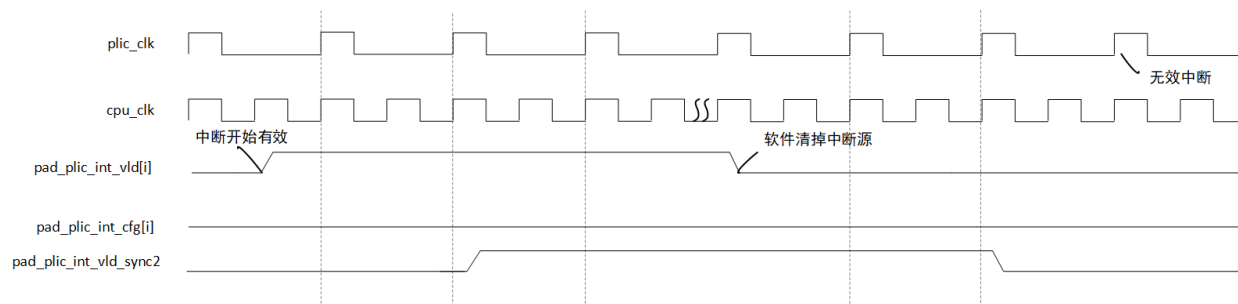 plic_clk
无效中断
cpu_clk
中断开始有效
软件清掉中断源
pad_plic_int_vld[i]
pad_plic_int_cfg[i]
pad_plic_int_vld_sync2